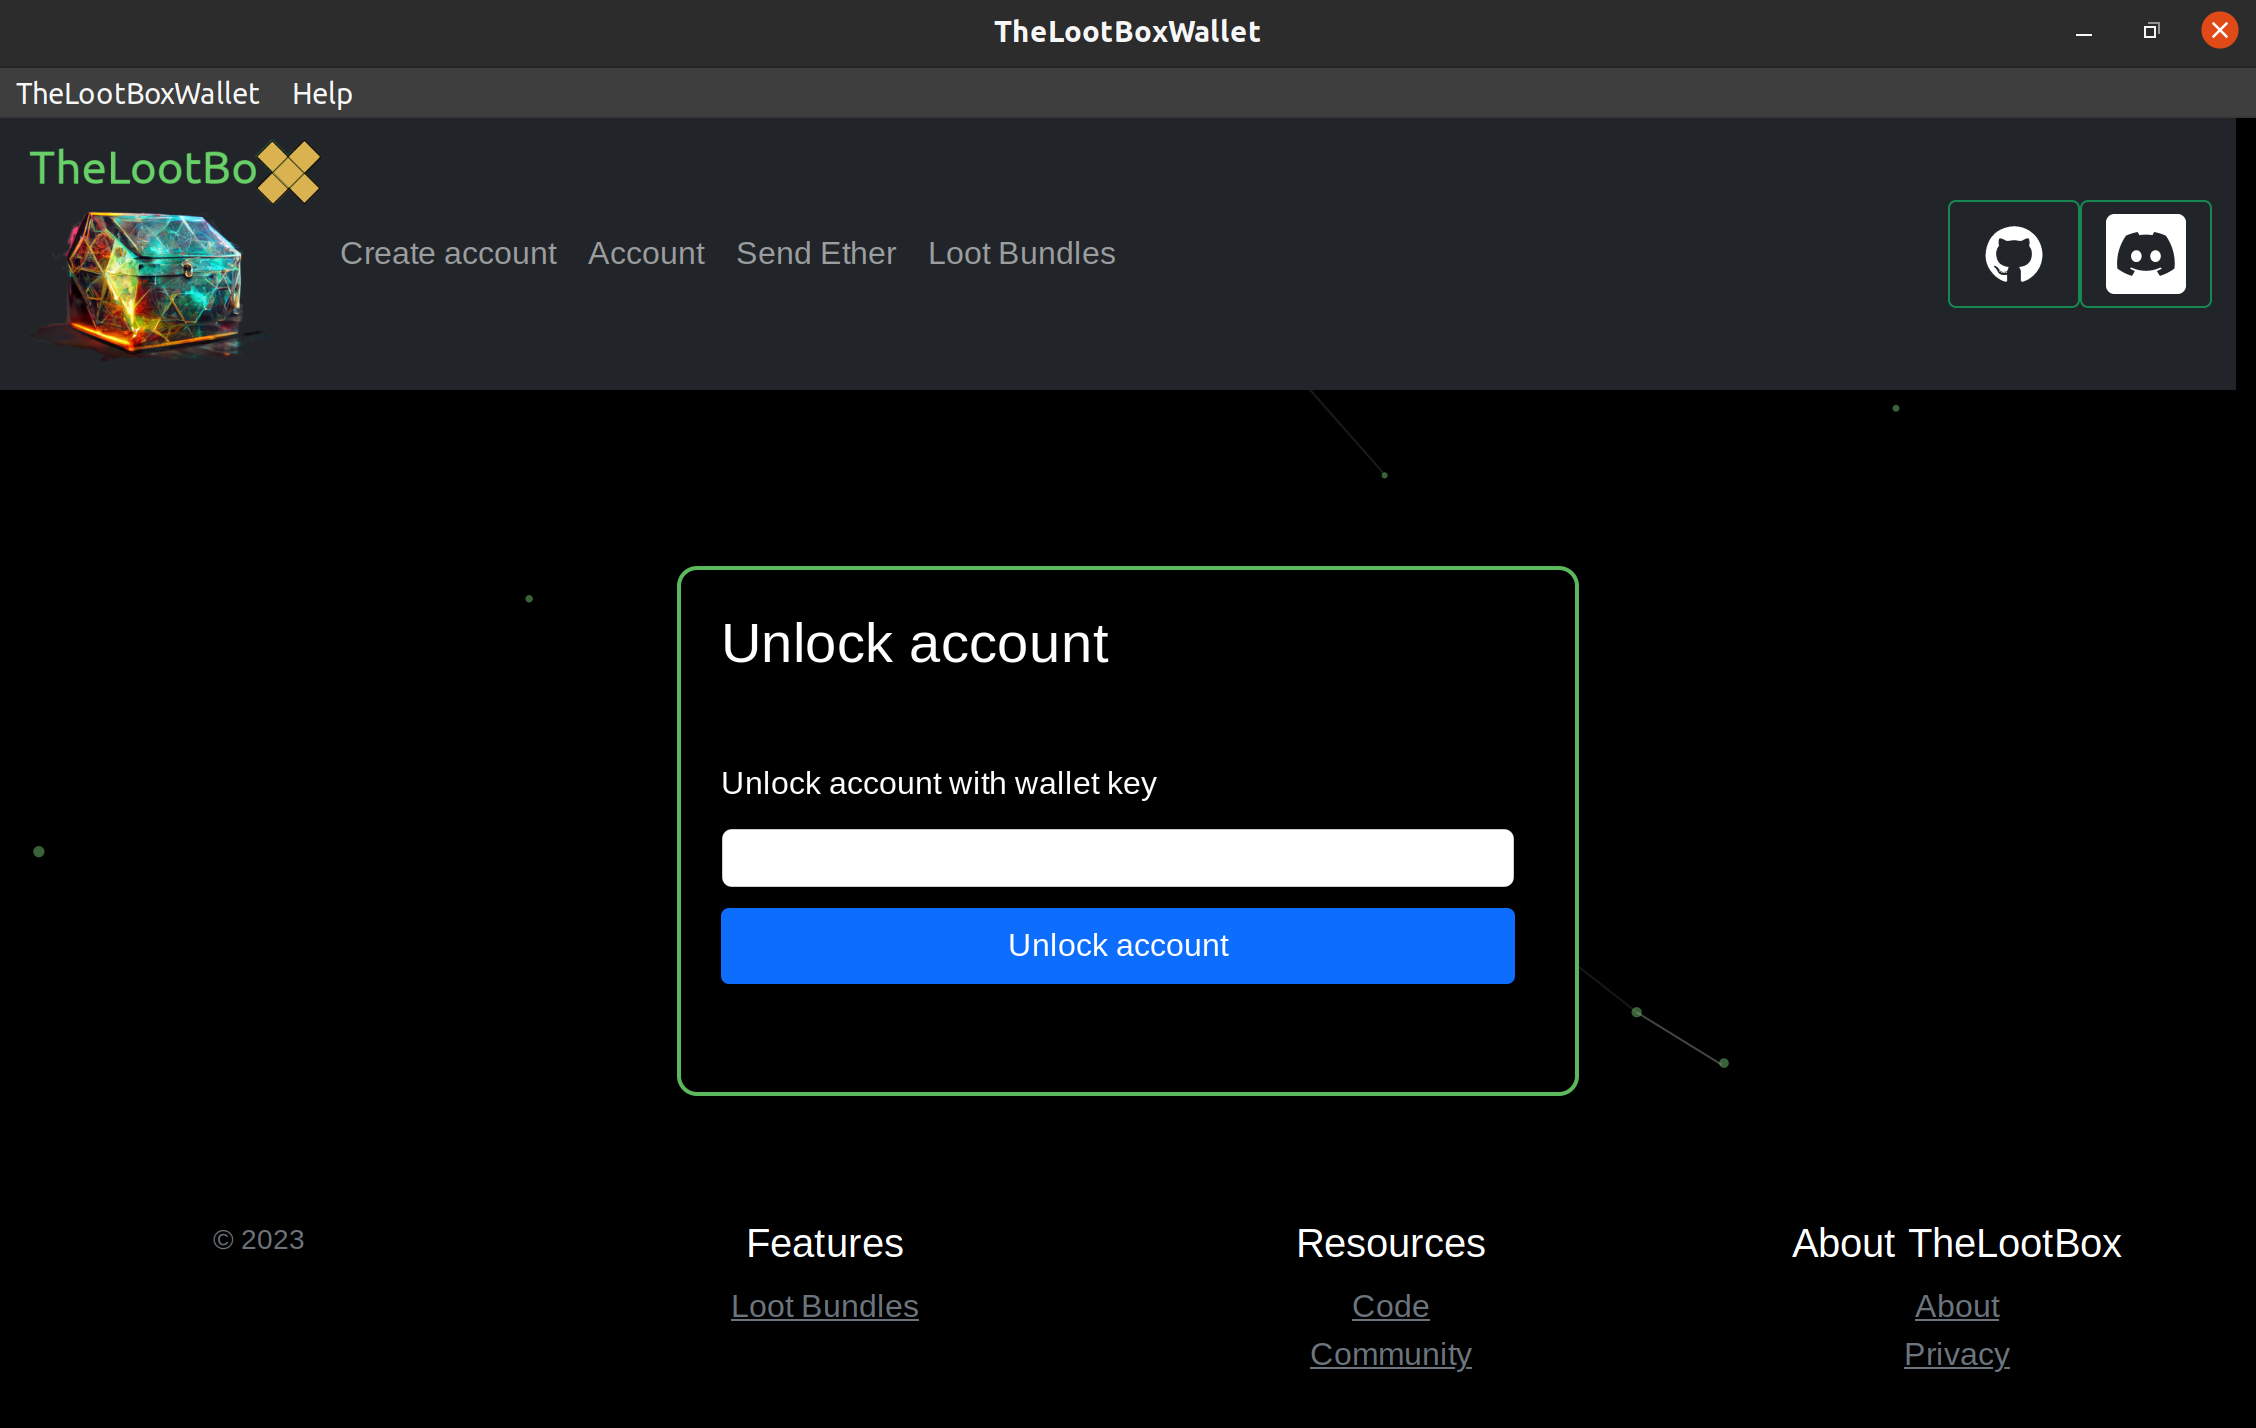 TheLootBoxWallet
TheLootBoxWallet Help
TheLootBox
Create account Account Send Ether Loot Bundles
Unlock account
Unlock account with wallet key
Unlock account
© 2023
Features
Loot Bundles
Resources
Code
Community
About TheLootBox
About
Privacy